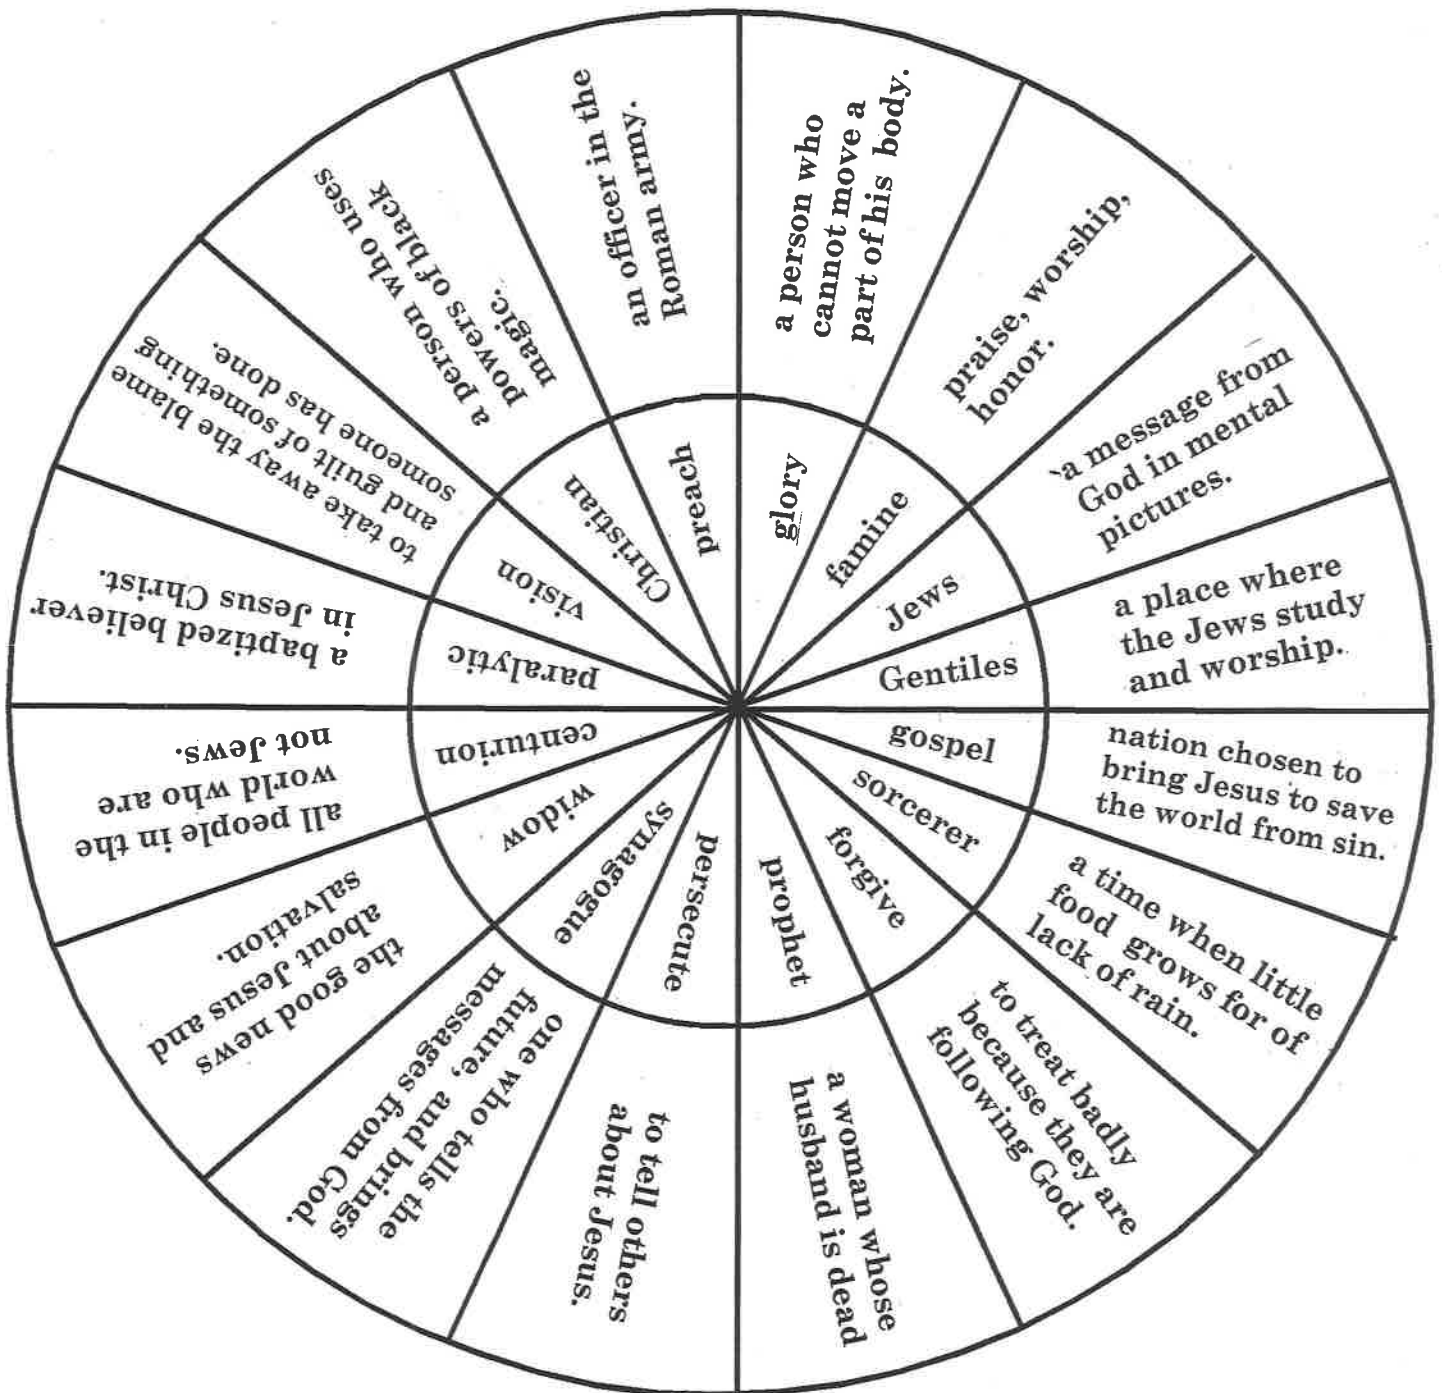 a person who
cannot move a
part of his body.
praise, worship,
honor.
a message from
God in mental
pictures.
a place where
the Jews study
and worship.
nation chosen to
bring Jesus to save
the world from sin.
a time when little
food grows for of
lack of rain.
to treat badly
because they are
following God.
a woman whose
husband is dead
to tell others
about Jesus.
one who tells the
future, and brings
messages from God.
the good news
about Jesus and
salvation.
all people in the
world who are
not Jews.
a baptized believer
in Jesus Christ.
to take away the blame
and guilt of something
someone has done.
a person who uses
powers of black
magic.
an officer in the
Roman army.
glory
famine
Jews
Gentiles
gospel
sorcerer
forgive
prophet
persecute
synagogue
widow
centurion
paralytic
vision
Christian
preach